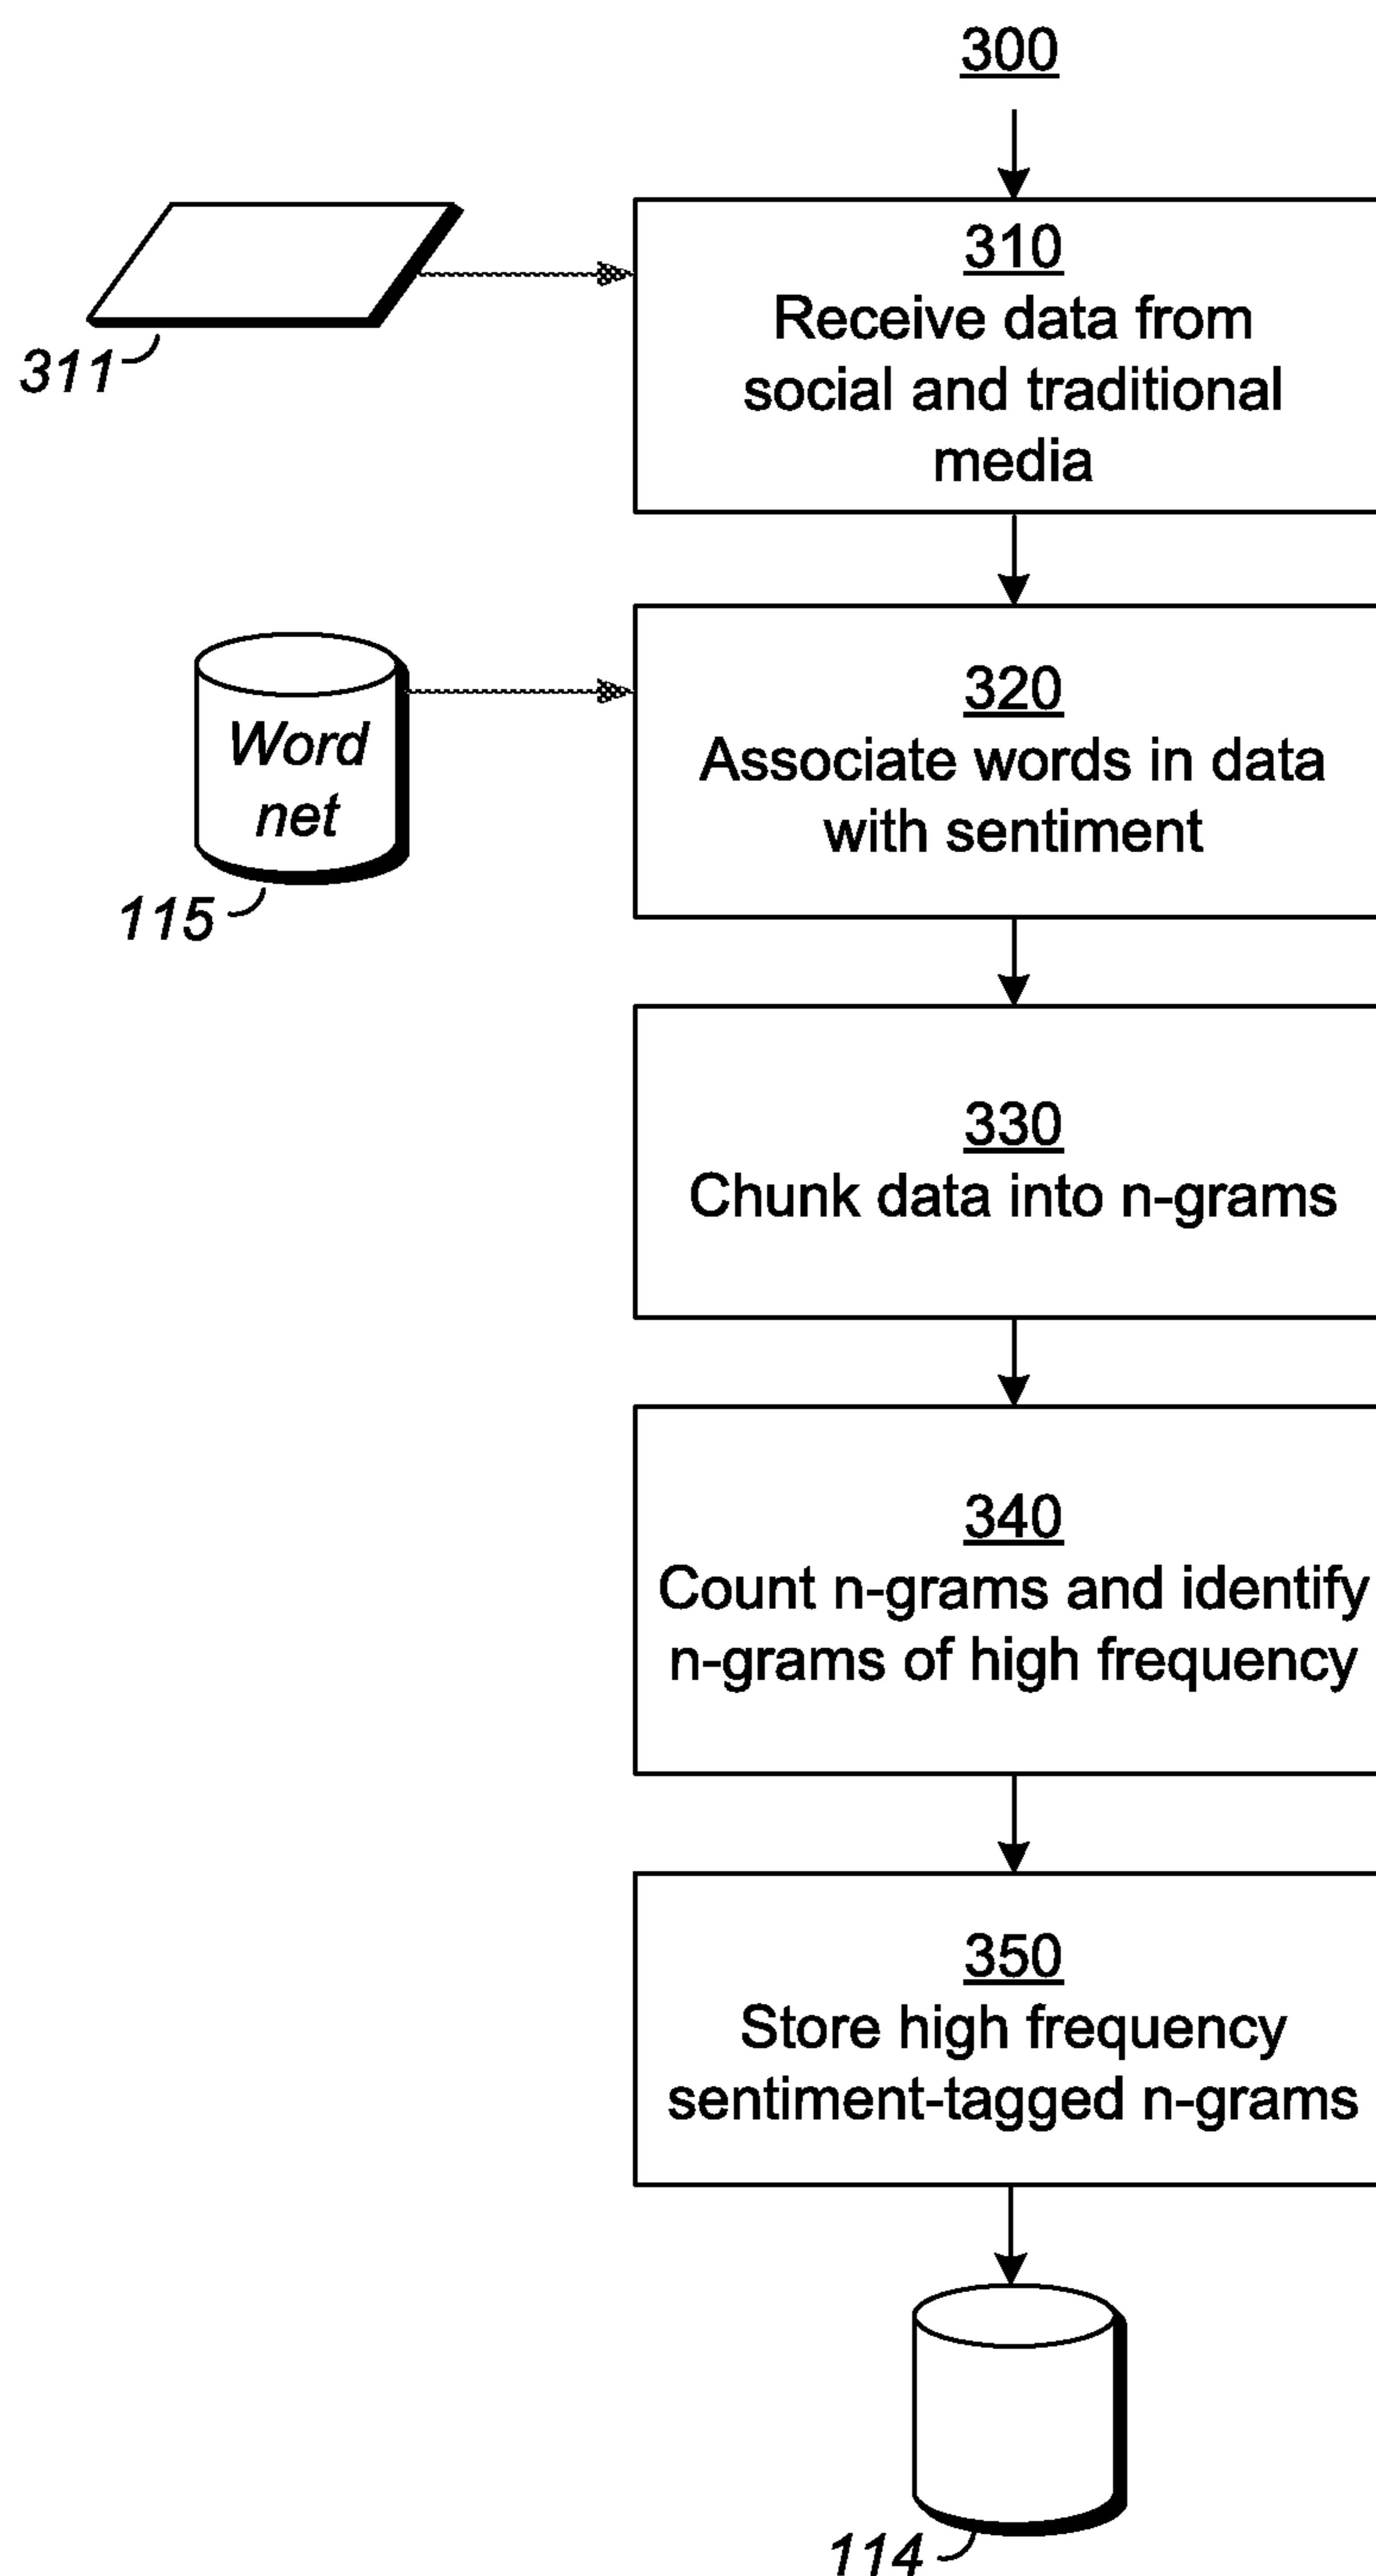 300
310
Receive data from
social and traditional
media
311
320
Associate words in data
with sentiment
Word
net
115
330
Chunk data into n-grams
340
Count n-grams and identify
n-grams of high frequency
350
Store high frequency
sentiment-tagged n-grams
114